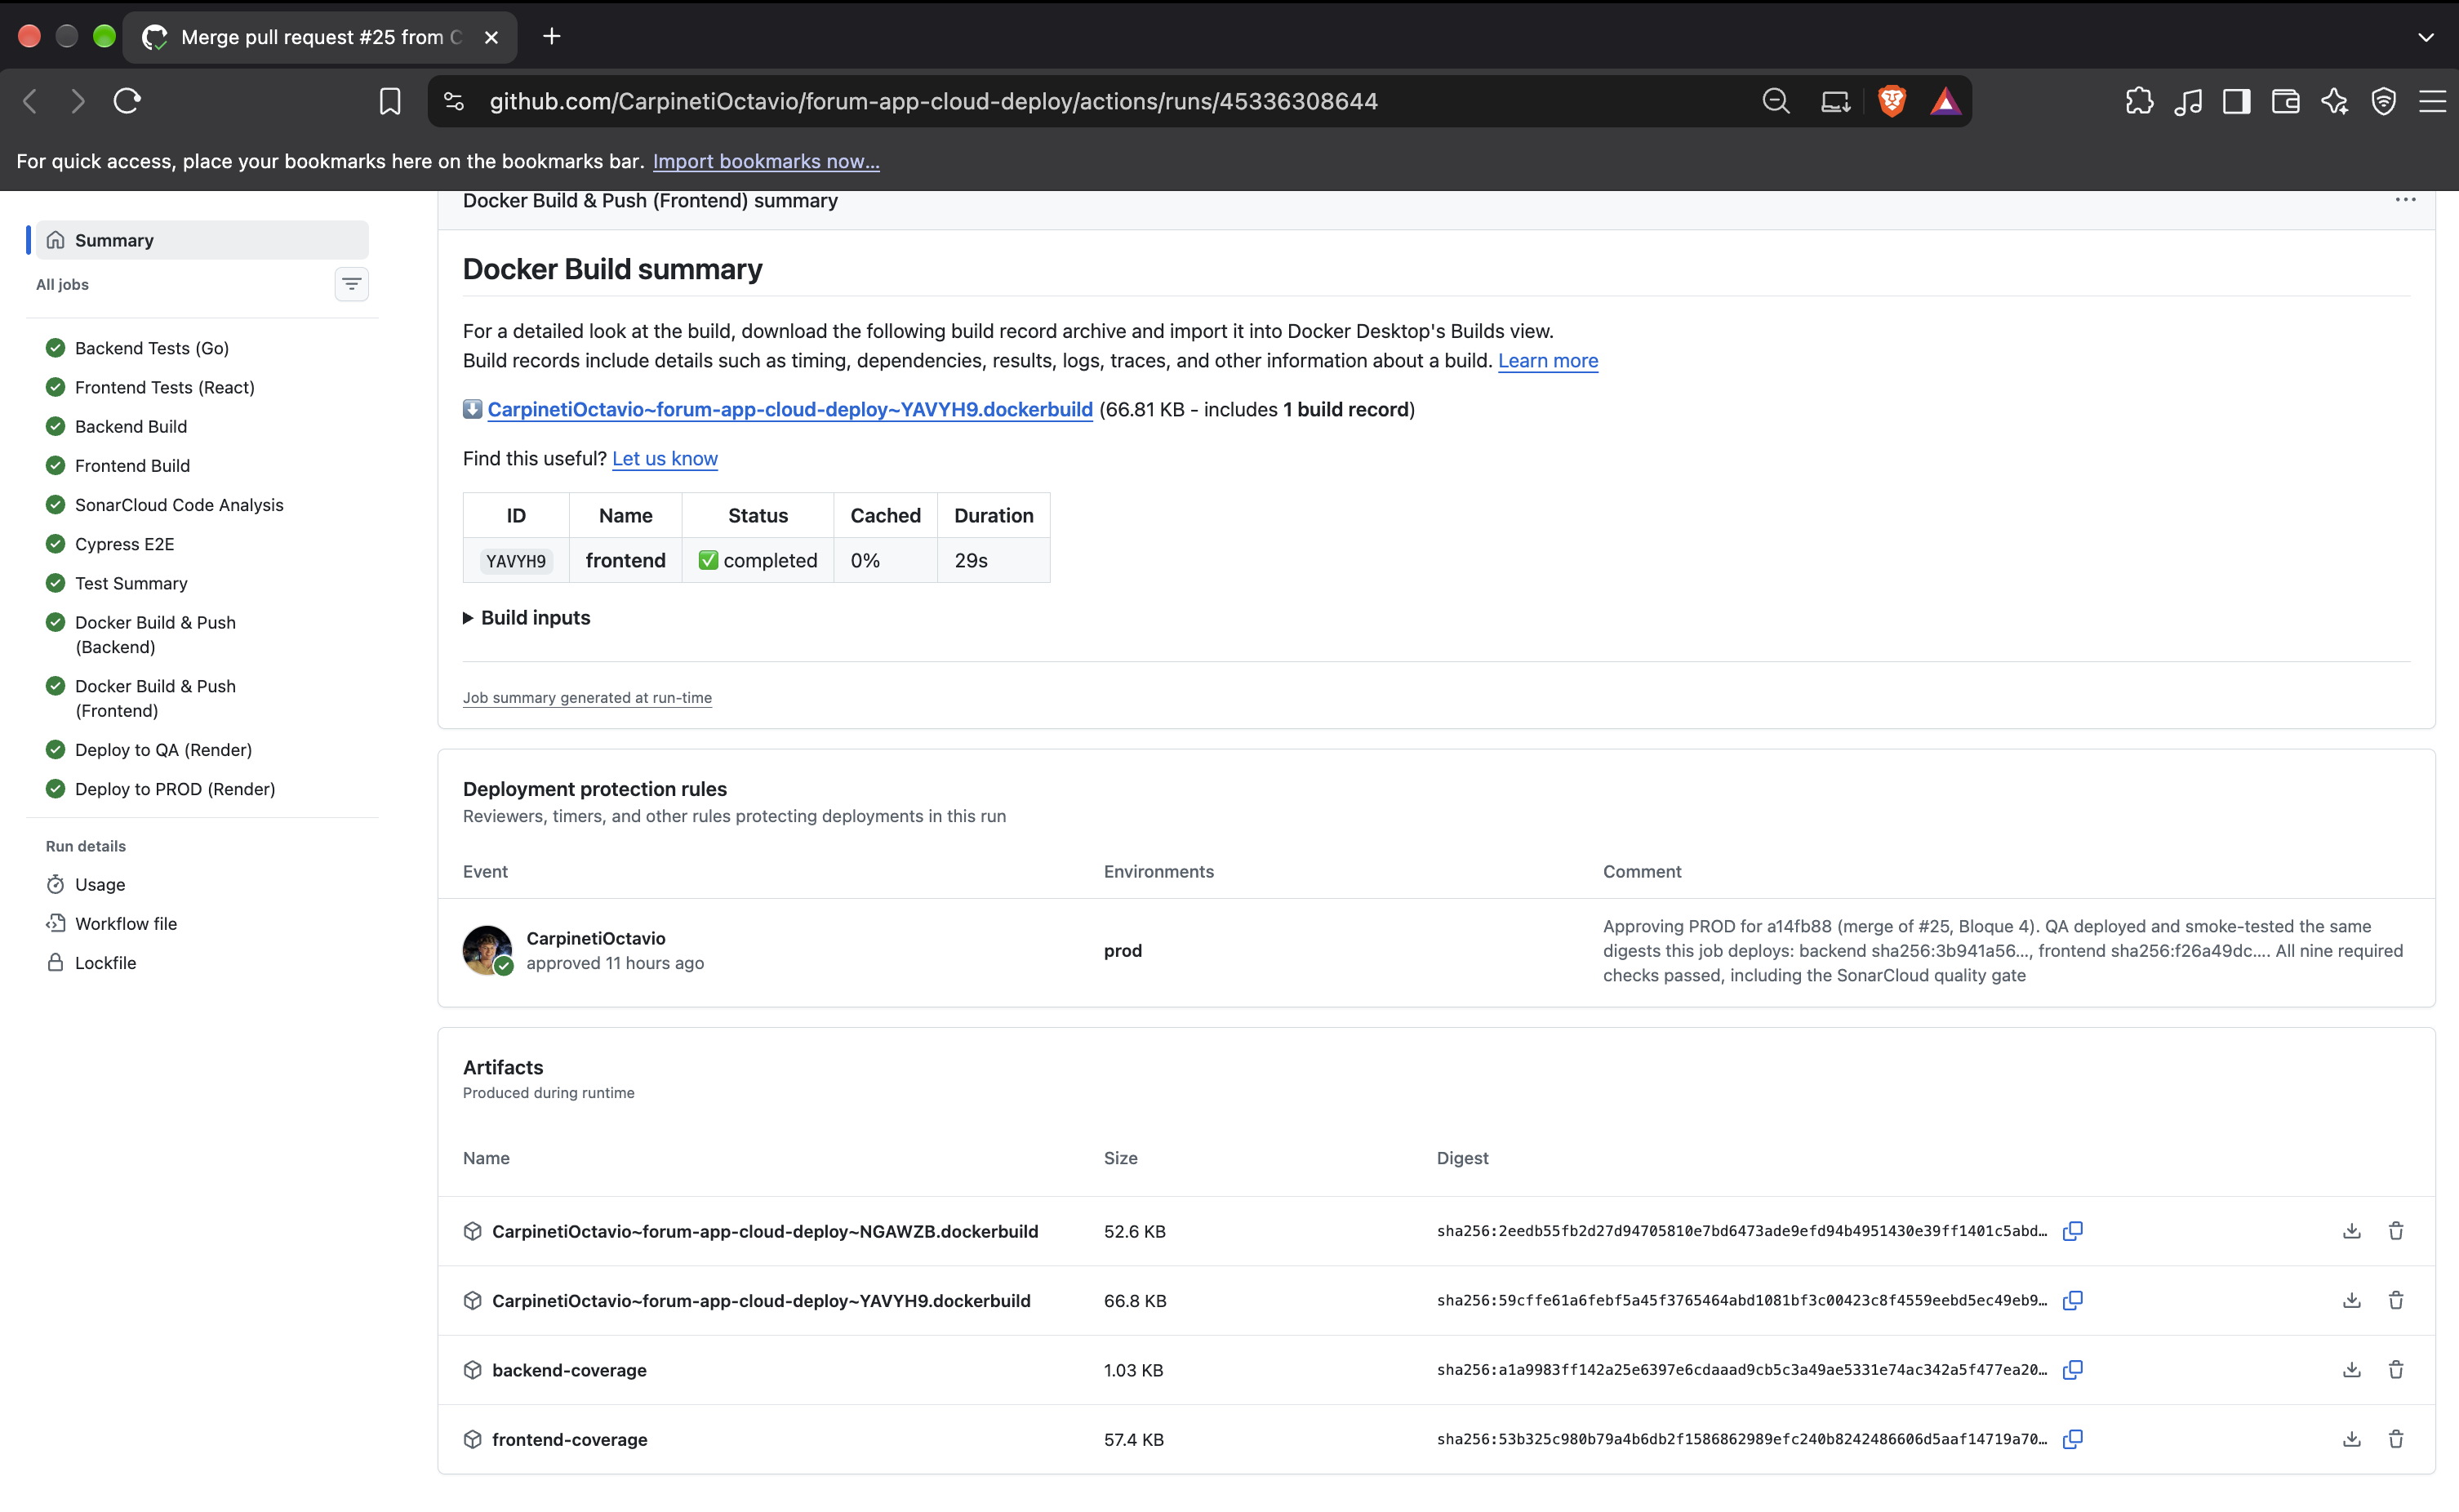 Merge pull request #25 from C
github.com/CarpinetiOctavio/forum-app-cloud-deploy/actions/runs/45336308644
For quick access, place your bookmarks here on the bookmarks bar. Import bookmarks now...
Summary
All jobs
Backend Tests (Go)
Frontend Tests (React)
Backend Build
Frontend Build
SonarCloud Code Analysis
Cypress E2E
Test Summary
Docker Build & Push
(Backend)
Docker Build & Push
(Frontend)
Deploy to QA (Render)
Deploy to PROD (Render)
Run details
Usage
Workflow file
Lockfile
Docker Build & Push (Frontend) summary
Docker Build summary
For a detailed look at the build, download the following build record archive and import it into Docker Desktop's Builds view.
Build records include details such as timing, dependencies, results, logs, traces, and other information about a build. Learn more
CarpinetiOctavio~forum-app-cloud-deploy~YAVYH9.dockerbuild (66.81 KB - includes 1 build record)
Find this useful? Let us know
ID Name Status Cached Duration
YAVYH9 frontend ✅ completed 0% 29s
Build inputs
Job summary generated at run-time
Deployment protection rules
Reviewers, timers, and other rules protecting deployments in this run
Event Environments Comment
CarpinetiOctavio
approved 11 hours ago
prod
Approving PROD for a14fb88 (merge of #25, Bloque 4). QA deployed and smoke-tested the same
digests this job deploys: backend sha256:3b941a56..., frontend sha256:f26a49dc.... All nine required
checks passed, including the SonarCloud quality gate
Artifacts
Produced during runtime
Name Size Digest
CarpinetiOctavio~forum-app-cloud-deploy~NGAWZB.dockerbuild 52.6 KB sha256:2eedb55fb2d27d94705810e7bd6473ade9efd94b4951430e39ff1401c5abd…
CarpinetiOctavio~forum-app-cloud-deploy~YAVYH9.dockerbuild 66.8 KB sha256:59cffe61a6febf5a45f3765464abd1081bf3c00423c8f4559eebd5ec49eb9…
backend-coverage 1.03 KB sha256:a1a9983ff142a25e6397e6cdaaad9cb5c3a49ae5331e74ac342a5f477ea20…
frontend-coverage 57.4 KB sha256:53b325c980b79a4b6db2f1586862989efc240b8242486606d5aaf14719a70…